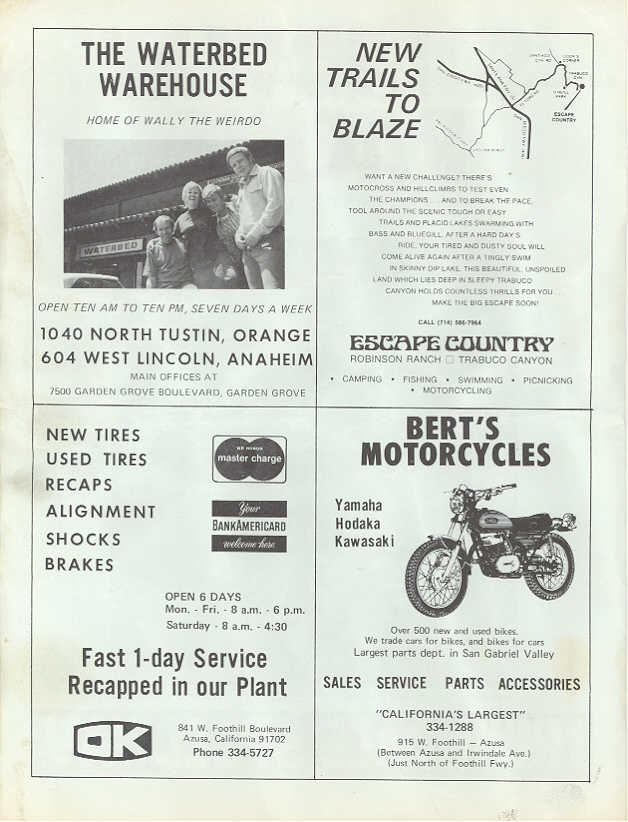 THE WATERBED
WAREHOUSE
HOME OF WALLY THE WEIRDO
WATERBED
OPEN TEN AM TO TEN PM, SEVEN DAYS A WEEK
1040 NORTH TUSTIN, ORANGE
604 WEST LINCOLN, ANAHEIM
MAIN OFFICES AT
7500 GARDEN GROVE BOULEVARD, GARDEN GROVE
NEW
TRAILS
TO
BLAZE
COOK'S
CORNER
TRABUCO
CYN.
ESCAPE
COUNTRY
WANT A NEW CHALLENGE? THERE'S
MOTOCROSS AND HILLCLIMBS TO TEST EVEN
THE CHAMPIONS . . . AND TO BREAK THE PACE,
TOOL AROUND THE SCENIC TOUGH OR EASY
TRAILS AND PLACID LAKES SWARMING WITH
BASS AND BLUEGILL. AFTER A HARD DAY'S
RIDE, YOUR TIRED AND DUSTY SOUL WILL
COME ALIVE AGAIN AFTER A TINGLY SWIM
IN SKINNY DIP LAKE. THIS BEAUTIFUL, UNSPOILED
LAND WHICH LIES DEEP IN SLEEPY TRABUCO
CANYON HOLDS COUNTLESS THRILLS FOR YOU . . .
MAKE THE BIG ESCAPE SOON!
CALL (714) 586-7964
ESCAPE COUNTRY
ROBINSON RANCH □ TRABUCO CANYON
• CAMPING • FISHING • SWIMMING • PICNICKING
• MOTORCYCLING
NEW TIRES
USED TIRES
RECAPS
ALIGNMENT
SHOCKS
BRAKES
WE HONOR
master charge
Your
BANKAMERICARD
welcome here
OPEN 6 DAYS
Mon. - Fri. - 8 a.m. - 6 p.m.
Saturday - 8 a.m. - 4:30
Fast 1-day Service
Recapped in our Plant
OK
841 W. Foothill Boulevard
Azusa, California 91702
Phone 334-5727
BERT'S
MOTORCYCLES
Yamaha
Hodaka
Kawasaki
Over 500 new and used bikes.
We trade cars for bikes, and bikes for cars
Largest parts dept. in San Gabriel Valley
SALES SERVICE PARTS ACCESSORIES
"CALIFORNIA'S LARGEST"
334-1288
915 W. Foothill — Azusa
(Between Azusa and Irwindale Ave.)
(Just North of Foothill Fwy.)